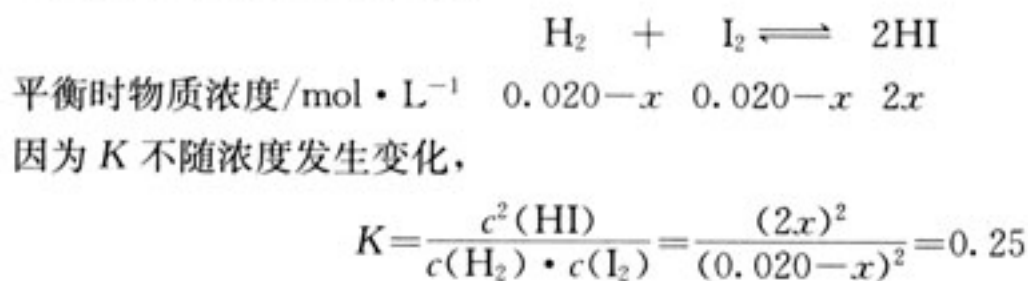 H₂ + I₂ ⇌ 2HI
平衡时物质浓度/mol·L⁻¹ 0.020−x 0.020−x 2x
因为 K 不随浓度发生变化，
K=c²(HI)/(c(H₂)·c(I₂))=(2x)²/(0.020−x)²=0.25